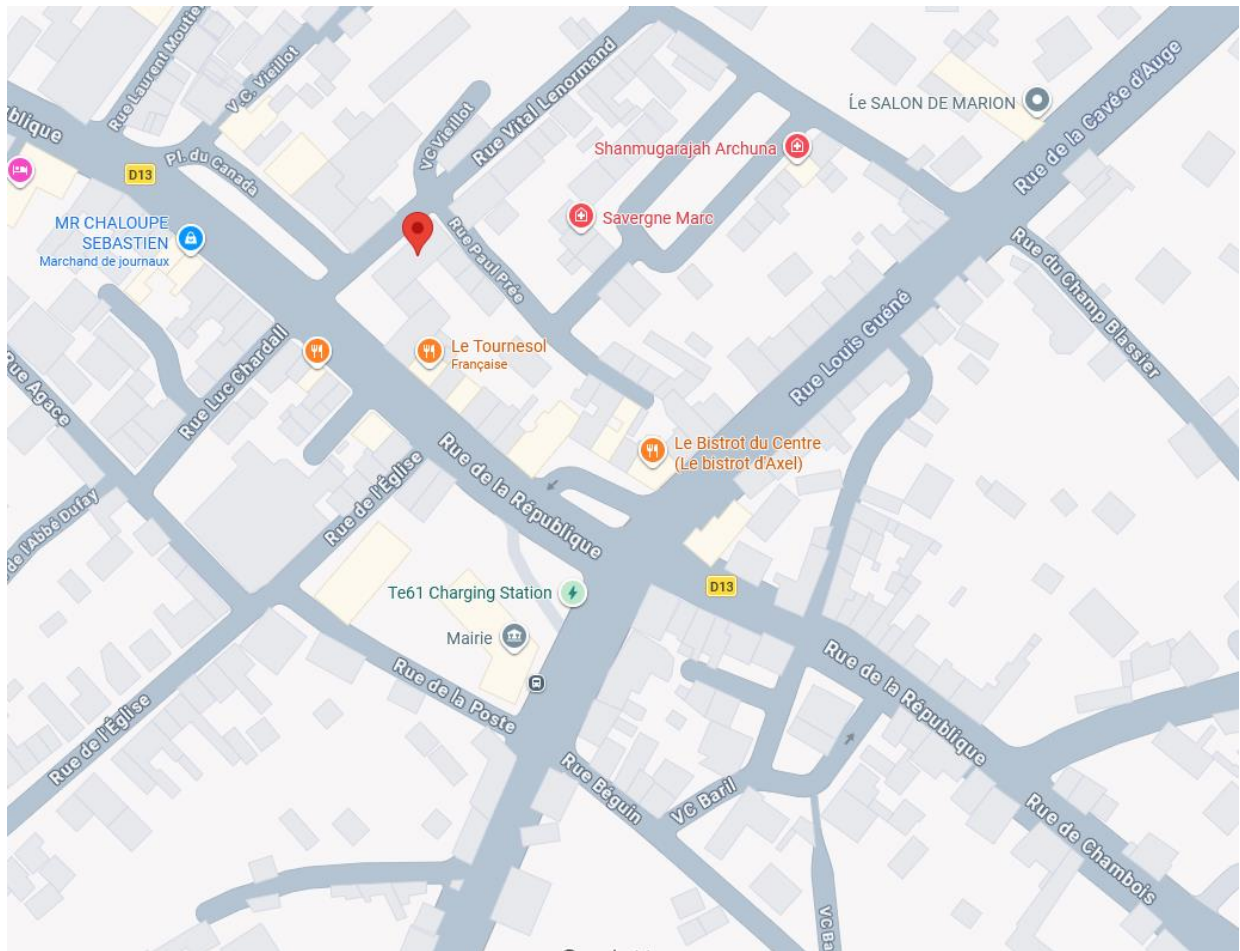 Rue Laurent Moutier
V.C. Vieillot
blique
Pl. du Canada
D13
VC Vieillot
Rue Vital Lenormand
Shanmugarajah Archuna
Le SALON DE MARION
Rue de la Cavée d'Auge
Savergne Marc
MR CHALOUPE
SEBASTIEN
Marchand de journaux
Rue Paul Prée
Rue du Champ Blassier
Rue Louis Guéné
Le Tournesol
Française
Rue Luc Chardall
Rue Agace
Le Bistrot du Centre
(Le bistrot d'Axel)
Rue de la République
Rue de l'Église
de l'Abbé Dufay
Te61 Charging Station
D13
Mairie
Rue de la Poste
Rue de l'Église
Rue de la République
Rue Béguin
VC Baril
Rue de Chambois
VC Ba